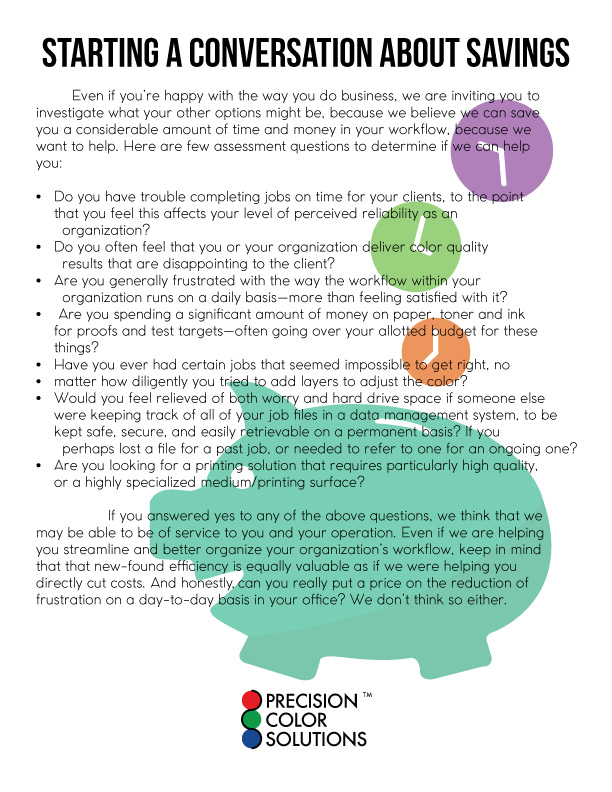 STARTING A CONVERSATION ABOUT SAVINGS
Even if you're happy with the way you do business, we are inviting you to
investigate what your other options might be, because we believe we can save
you a considerable amount of time and money in your workflow, because we
want to help. Here are few assessment questions to determine if we can help
you:
• Do you have trouble completing jobs on time for your clients, to the point
that you feel this affects your level of perceived reliability as an
organization?
• Do you often feel that you or your organization deliver color quality
results that are disappointing to the client?
• Are you generally frustrated with the way the workflow within your
organization runs on a daily basis—more than feeling satisfied with it?
• Are you spending a significant amount of money on paper, toner and ink
for proofs and test targets—often going over your allotted budget for these
things?
• Have you ever had certain jobs that seemed impossible to get right, no
• matter how diligently you tried to add layers to adjust the color?
• Would you feel relieved of both worry and hard drive space if someone else
were keeping track of all of your job files in a data management system, to be
kept safe, secure, and easily retrievable on a permanent basis? If you
perhaps lost a file for a past job, or needed to refer to one for an ongoing one?
• Are you looking for a printing solution that requires particularly high quality,
or a highly specialized medium/printing surface?
If you answered yes to any of the above questions, we think that we
may be able to be of service to you and your operation. Even if we are helping
you streamline and better organize your organization's workflow, keep in mind
that that new-found efficiency is equally valuable as if we were helping you
directly cut costs. And honestly, can you really put a price on the reduction of
frustration on a day-to-day basis in your office? We don't think so either.
PRECISION ™
COLOR
SOLUTIONS